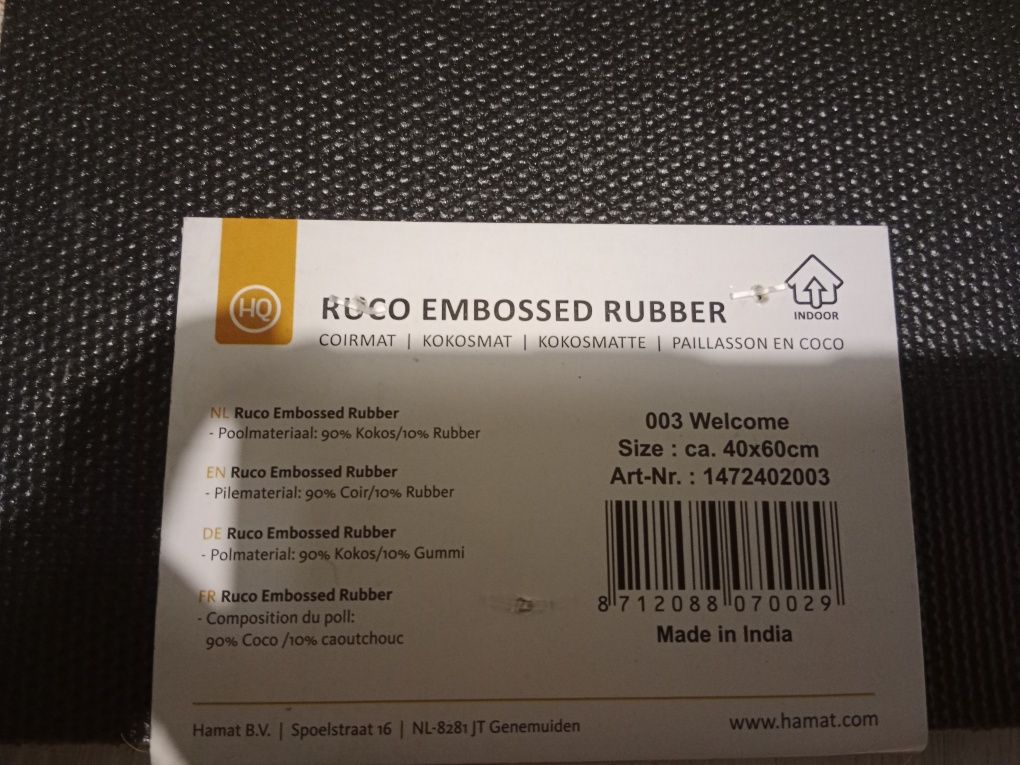 HQ
RUCO EMBOSSED RUBBER
INDOOR
COIRMAT | KOKOSMAT | KOKOSMATTE | PAILLASSON EN COCO
NL Ruco Embossed Rubber
- Poolmateriaal: 90% Kokos/10% Rubber
EN Ruco Embossed Rubber
- Pilematerial: 90% Coir/10% Rubber
DE Ruco Embossed Rubber
- Polmaterial: 90% Kokos/10% Gummi
FR Ruco Embossed Rubber
- Composition du poll:
90% Coco /10% caoutchouc
003 Welcome
Size : ca. 40x60cm
Art-Nr. : 1472402003
8 712088 070029
Made in India
Hamat B.V. | Spoelstraat 16 | NL-8281 JT Genemuiden
www.hamat.com